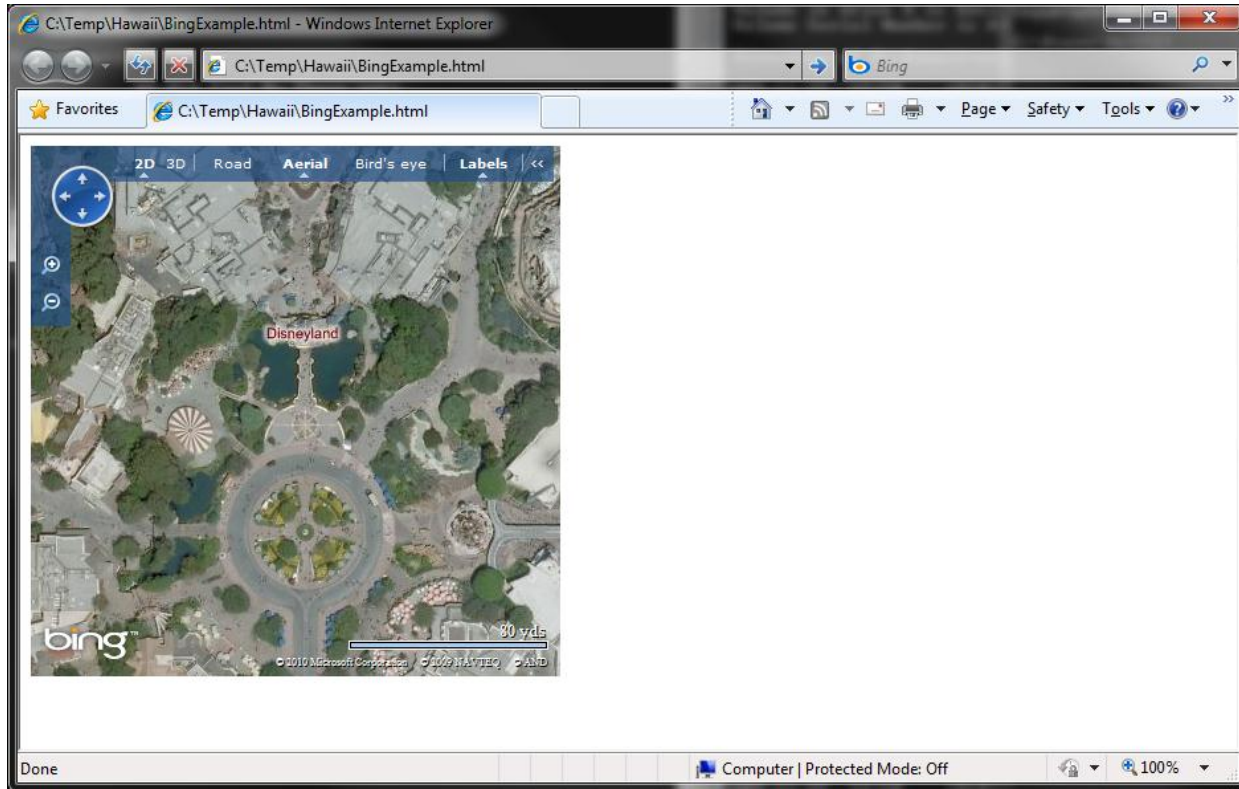 C:\Temp\Hawaii\BingExample.html - Windows Internet Explorer
C:\Temp\Hawaii\BingExample.html Bing
Favorites C:\Temp\Hawaii\BingExample.html Page Safety Tools »
2D 3D | Road Aerial Bird's eye | Labels | <<
Disneyland
80 yds
bing™
© 2010 Microsoft Corporation / © 2009 NAVTEQ © AND
Done Computer | Protected Mode: Off 100%